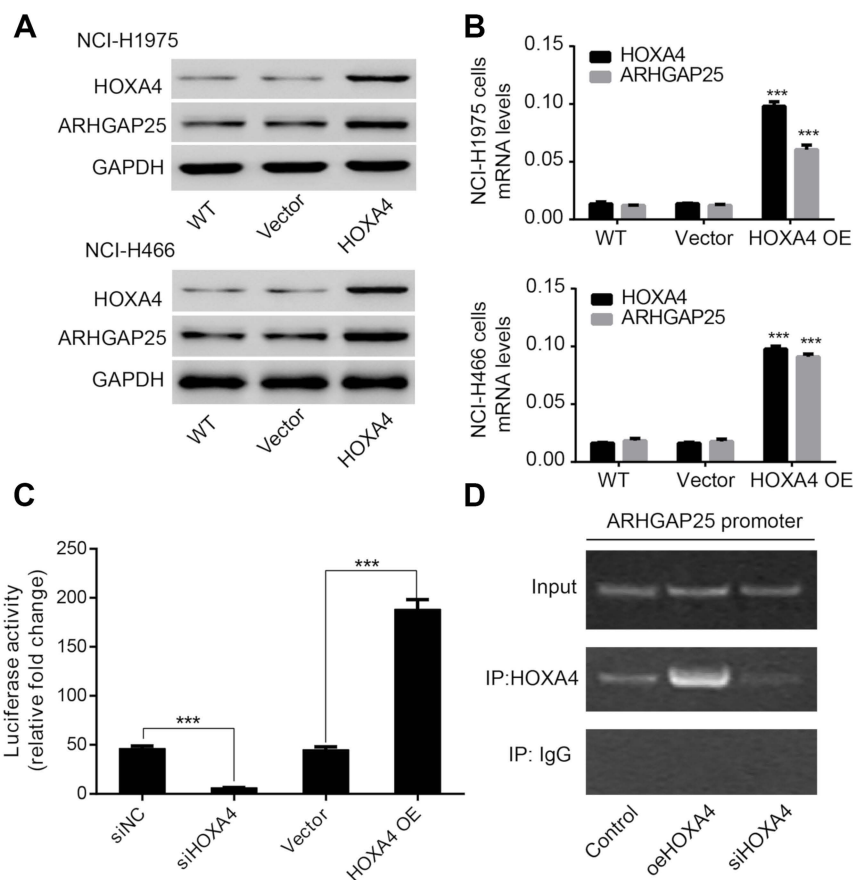 A
NCI-H1975
HOXA4
ARHGAP25
GAPDH
WT
Vector
HOXA4
NCI-H466
HOXA4
ARHGAP25
GAPDH
WT
Vector
HOXA4
B
NCI-H1975 cells
mRNA levels
0.15
0.10
0.05
0.00
HOXA4
ARHGAP25
***
***
WT
Vector
HOXA4 OE
NCI-H466 cells
mRNA levels
0.15
0.10
0.05
0.00
HOXA4
ARHGAP25
***
***
WT
Vector
HOXA4 OE
C
Luciferase activity
(relative fold change)
250
200
150
100
50
0
***
***
siNC
siHOXA4
Vector
HOXA4 OE
D
ARHGAP25 promoter
Input
IP:HOXA4
IP: IgG
Control
oeHOXA4
siHOXA4